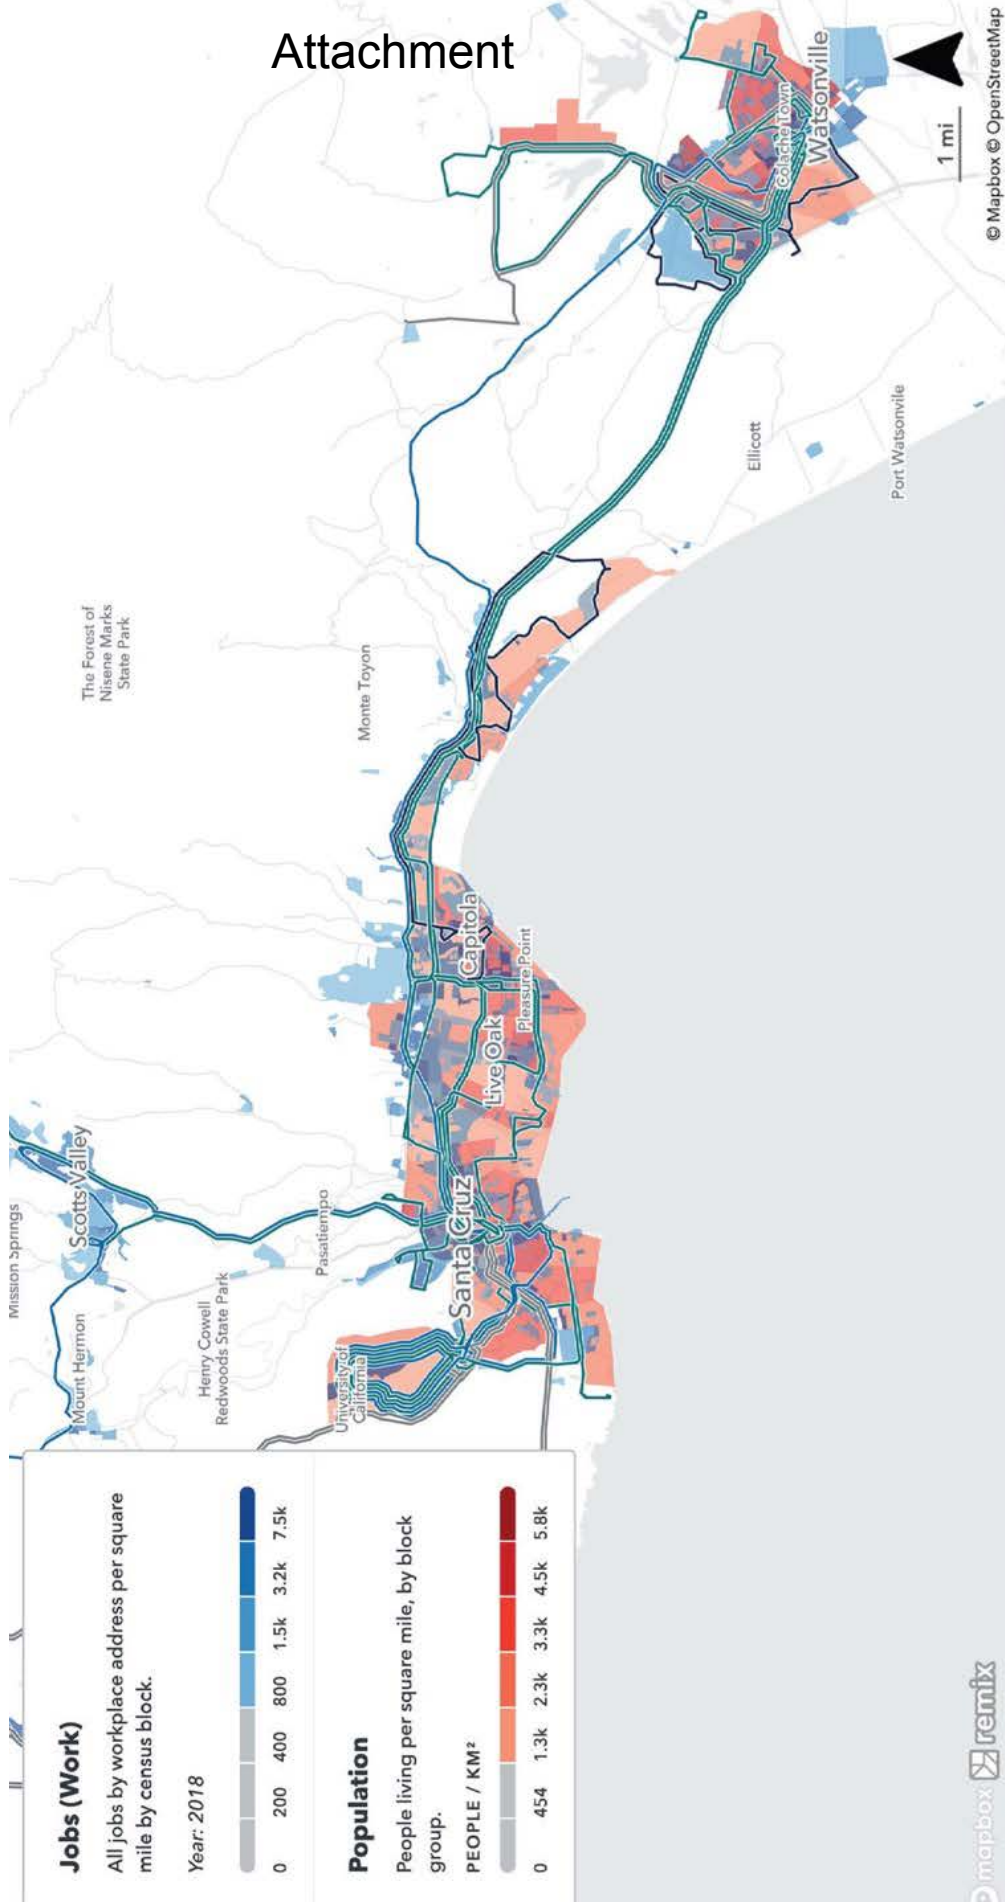 Attachment
Jobs (Work)
All jobs by workplace address per square
mile by census block.
Year: 2018
0 200 400 800 1.5k 3.2k 7.5k
Population
People living per square mile, by block
group.
PEOPLE / KM²
0 454 1.3k 2.3k 3.3k 4.5k 5.8k
Mission Springs
Scotts Valley
Mount Hermon
Henry Cowell
Redwoods State Park
Pasatiempo
University of
California
Santa Cruz
Live Oak
Pleasure Point
Capitola
The Forest of
Nisene Marks
State Park
Monte Toyon
Ellicott
Port Watsonville
Colache Town
Watsonville
1 mi
© Mapbox © OpenStreetMap
mapbox remix